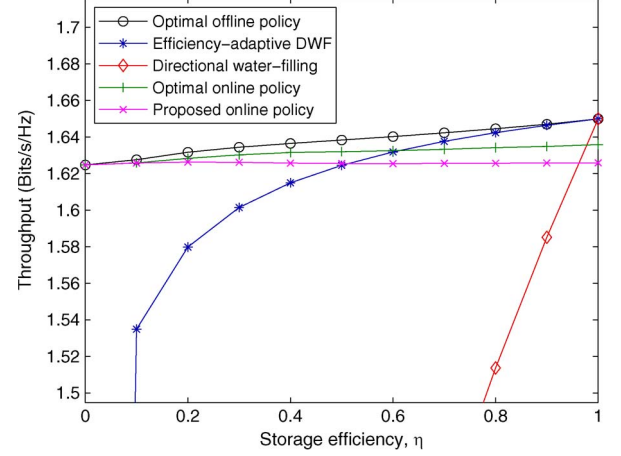 1.7
1.68
1.66
1.64
1.62
1.6
1.58
1.56
1.54
1.52
1.5
Throughput (Bits/s/Hz)
Optimal offline policy
Efficiency−adaptive DWF
Directional water−filling
Optimal online policy
Proposed online policy
0 0.2 0.4 0.6 0.8 1
Storage efficiency, η